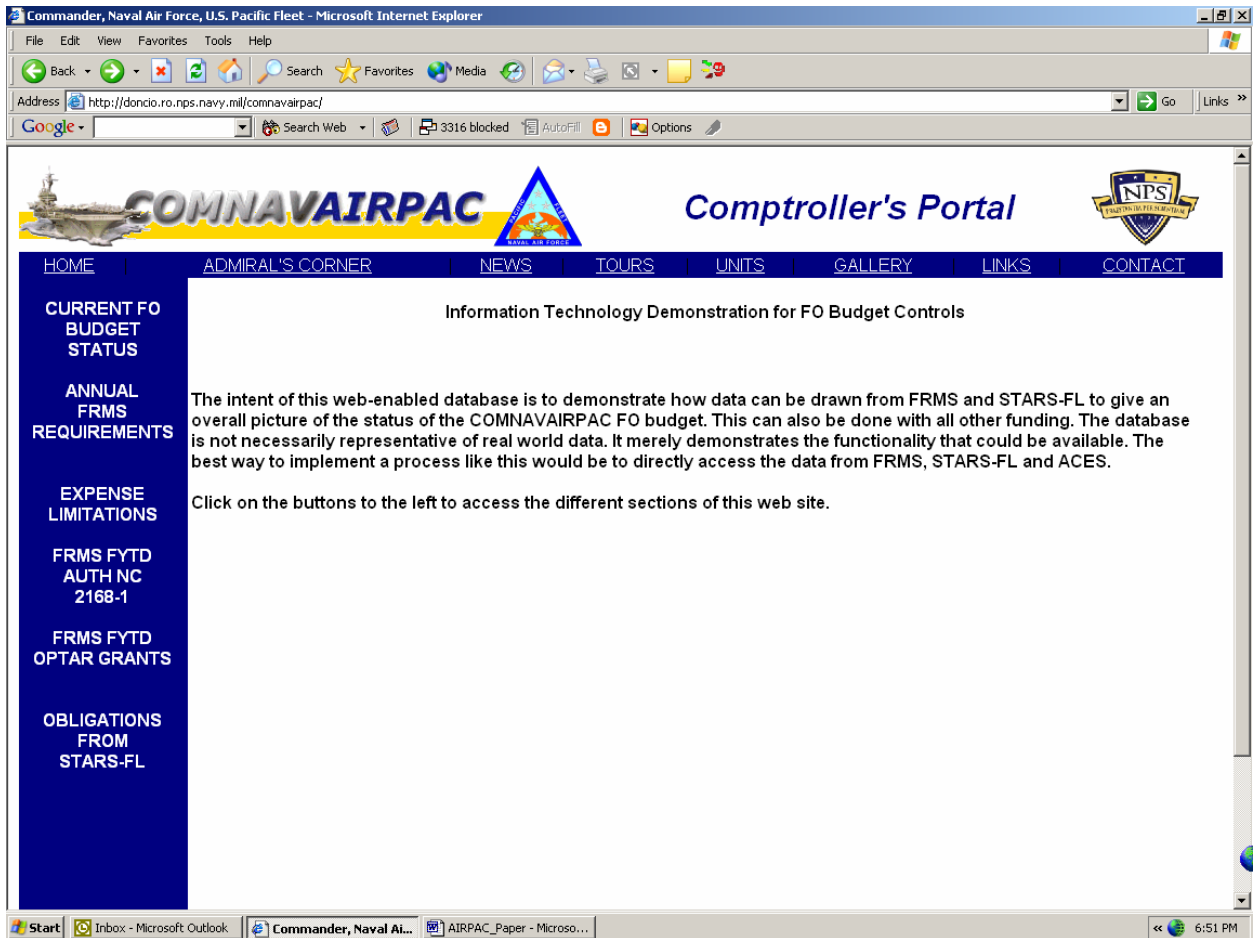 Commander, Naval Air Force, U.S. Pacific Fleet - Microsoft Internet Explorer
File Edit View Favorites Tools Help
Back Search Favorites Media
Address http://doncio.ro.nps.navy.mil/comnavairpac/ Go Links »
Google Search Web 3316 blocked AutoFill Options
COMNAVAIRPAC PACIFIC FLEET NAVAL AIR FORCE Comptroller's Portal NPS
HOME ADMIRAL'S CORNER NEWS TOURS UNITS GALLERY LINKS CONTACT
CURRENT FO
BUDGET
STATUS
ANNUAL
FRMS
REQUIREMENTS
EXPENSE
LIMITATIONS
FRMS FYTD
AUTH NC
2168-1
FRMS FYTD
OPTAR GRANTS
OBLIGATIONS
FROM
STARS-FL
Information Technology Demonstration for FO Budget Controls
The intent of this web-enabled database is to demonstrate how data can be drawn from FRMS and STARS-FL to give an
overall picture of the status of the COMNAVAIRPAC FO budget. This can also be done with all other funding. The database
is not necessarily representative of real world data. It merely demonstrates the functionality that could be available. The
best way to implement a process like this would be to directly access the data from FRMS, STARS-FL and ACES.
Click on the buttons to the left to access the different sections of this web site.
Start Inbox - Microsoft Outlook Commander, Naval Ai... AIRPAC_Paper - Microso... « 6:51 PM